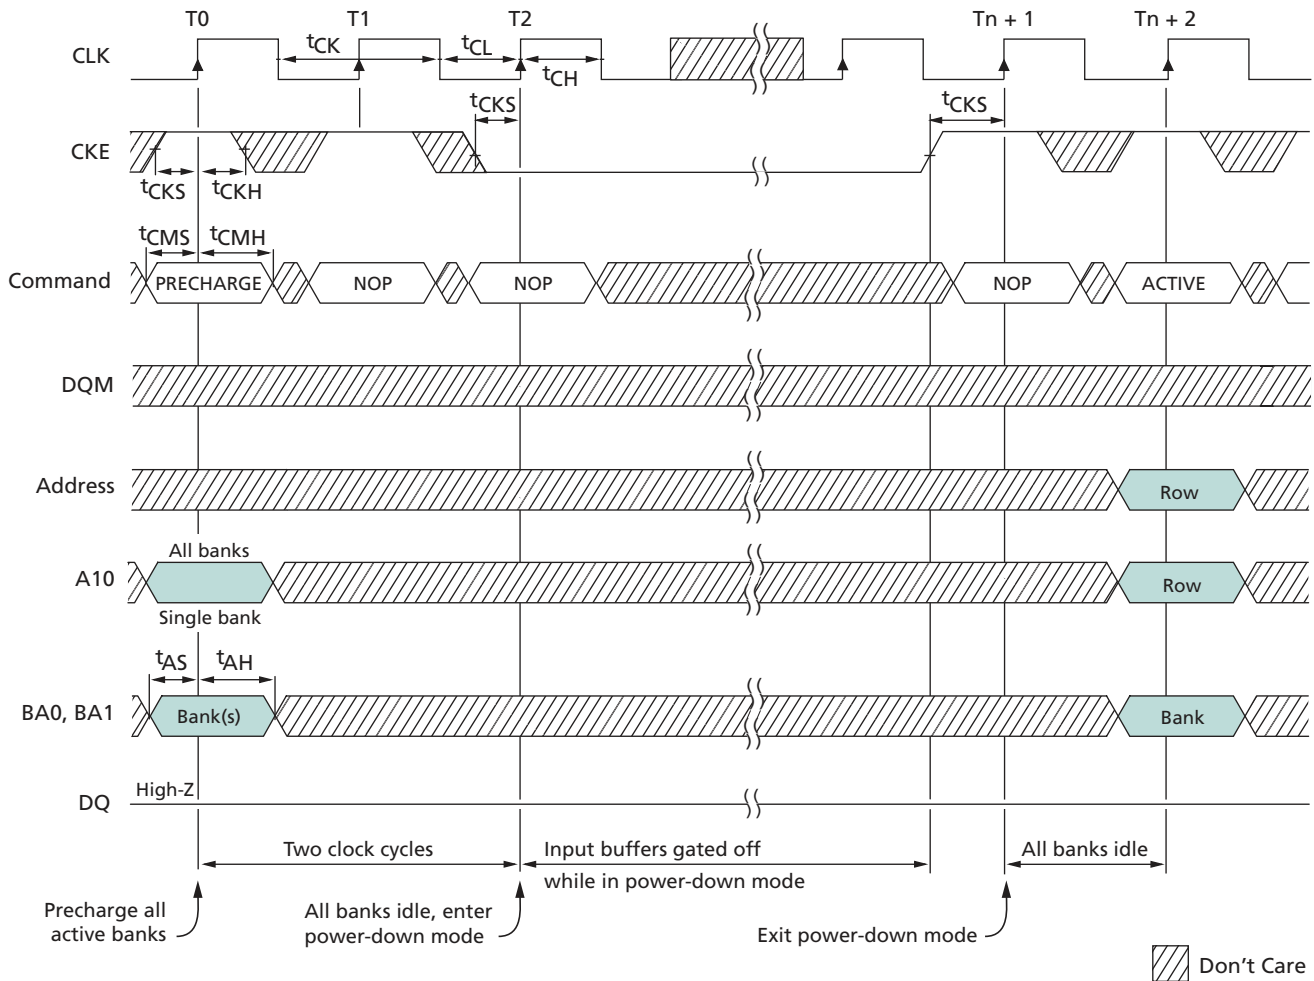 T0 T1 T2 Tn + 1 Tn + 2
CLK
tCK tCL
tCH
tCKS tCKS
CKE
tCKS tCKH
tCMS tCMH
Command PRECHARGE NOP NOP NOP ACTIVE
DQM
Address Row
All banks
A10 Row
Single bank
tAS tAH
BA0, BA1 Bank(s) Bank
High-Z
DQ
Two clock cycles Input buffers gated off All banks idle
while in power-down mode
Precharge all All banks idle, enter
active banks power-down mode Exit power-down mode
Don't Care